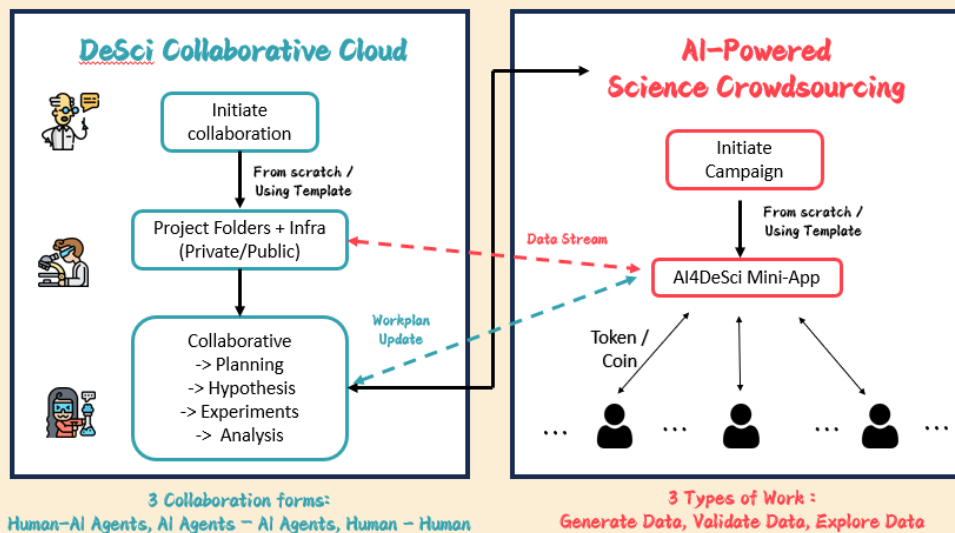 DeSci Collaborative Cloud
Initiate
collaboration
From scratch /
Using Template
Project Folders + Infra
(Private/Public)
Collaborative
-> Planning
-> Hypothesis
-> Experiments
-> Analysis
3 Collaboration forms:
Human-AI Agents, AI Agents - AI Agents, Human - Human
Data Stream
Workplan
Update
AI-Powered
Science Crowdsourcing
Initiate
Campaign
From scratch /
Using Template
AI4DeSci Mini-App
Token /
Coin
... ... ... ...
3 Types of Work :
Generate Data, Validate Data, Explore Data